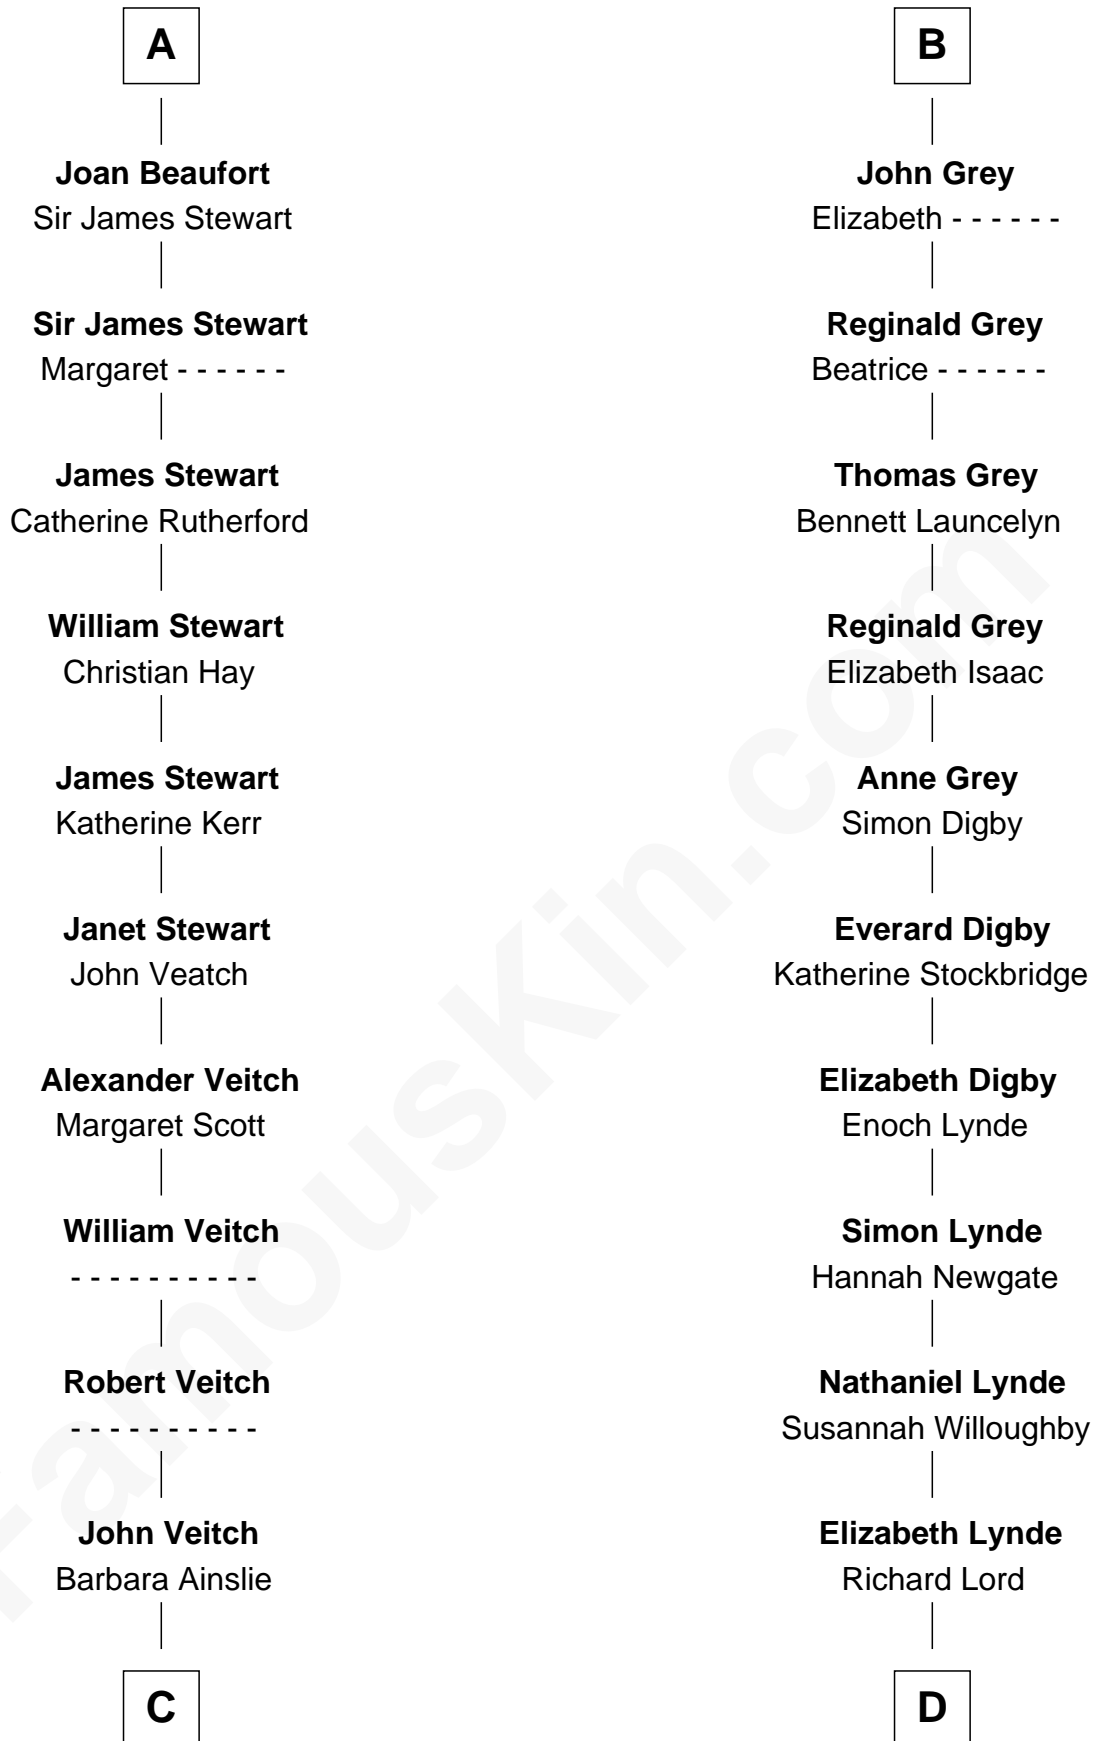 A
Joan Beaufort
Sir James Stewart
Sir James Stewart
Margaret - - - - - -
James Stewart
Catherine Rutherford
William Stewart
Christian Hay
James Stewart
Katherine Kerr
Janet Stewart
John Veatch
Alexander Veitch
Margaret Scott
William Veitch
- - - - - - - - - -
Robert Veitch
- - - - - - - - - -
John Veitch
Barbara Ainslie
C
B
John Grey
Elizabeth - - - - - -
Reginald Grey
Beatrice - - - - - -
Thomas Grey
Bennett Launcelyn
Reginald Grey
Elizabeth Isaac
Anne Grey
Simon Digby
Everard Digby
Katherine Stockbridge
Elizabeth Digby
Enoch Lynde
Simon Lynde
Hannah Newgate
Nathaniel Lynde
Susannah Willoughby
Elizabeth Lynde
Richard Lord
D
FamousKin.com